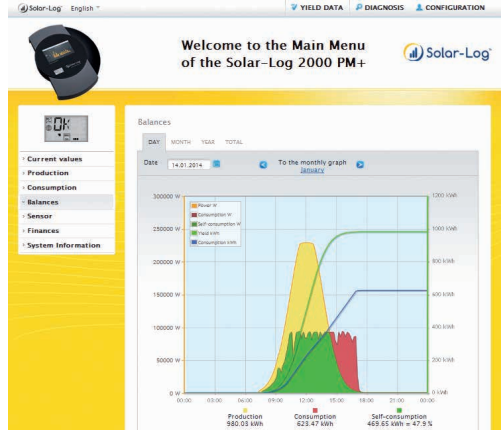 Solar-Log™ English
YIELD DATA DIAGNOSIS CONFIGURATION
Welcome to the Main Menu
of the Solar-Log 2000 PM+
Solar-Log™
OK
Current values
Production
Consumption
Balances
Sensor
Finances
System Information
Balances
DAY MONTH YEAR TOTAL
Date 14.01.2014 To the monthly graph
January
300000 W
250000 W
200000 W
150000 W
100000 W
50000 W
0 W
Power W
Consumption W
Self-consumption W
Yield kWh
Consumption kWh
1200 kWh
1000 kWh
800 kWh
600 kWh
400 kWh
200 kWh
0 kWh
00:00 03:00 06:00 09:00 12:00 15:00 18:00 21:00 00:00
Production Consumption Self-consumption
980.03 kWh 623.47 kWh 469.65 kWh = 47.9 %